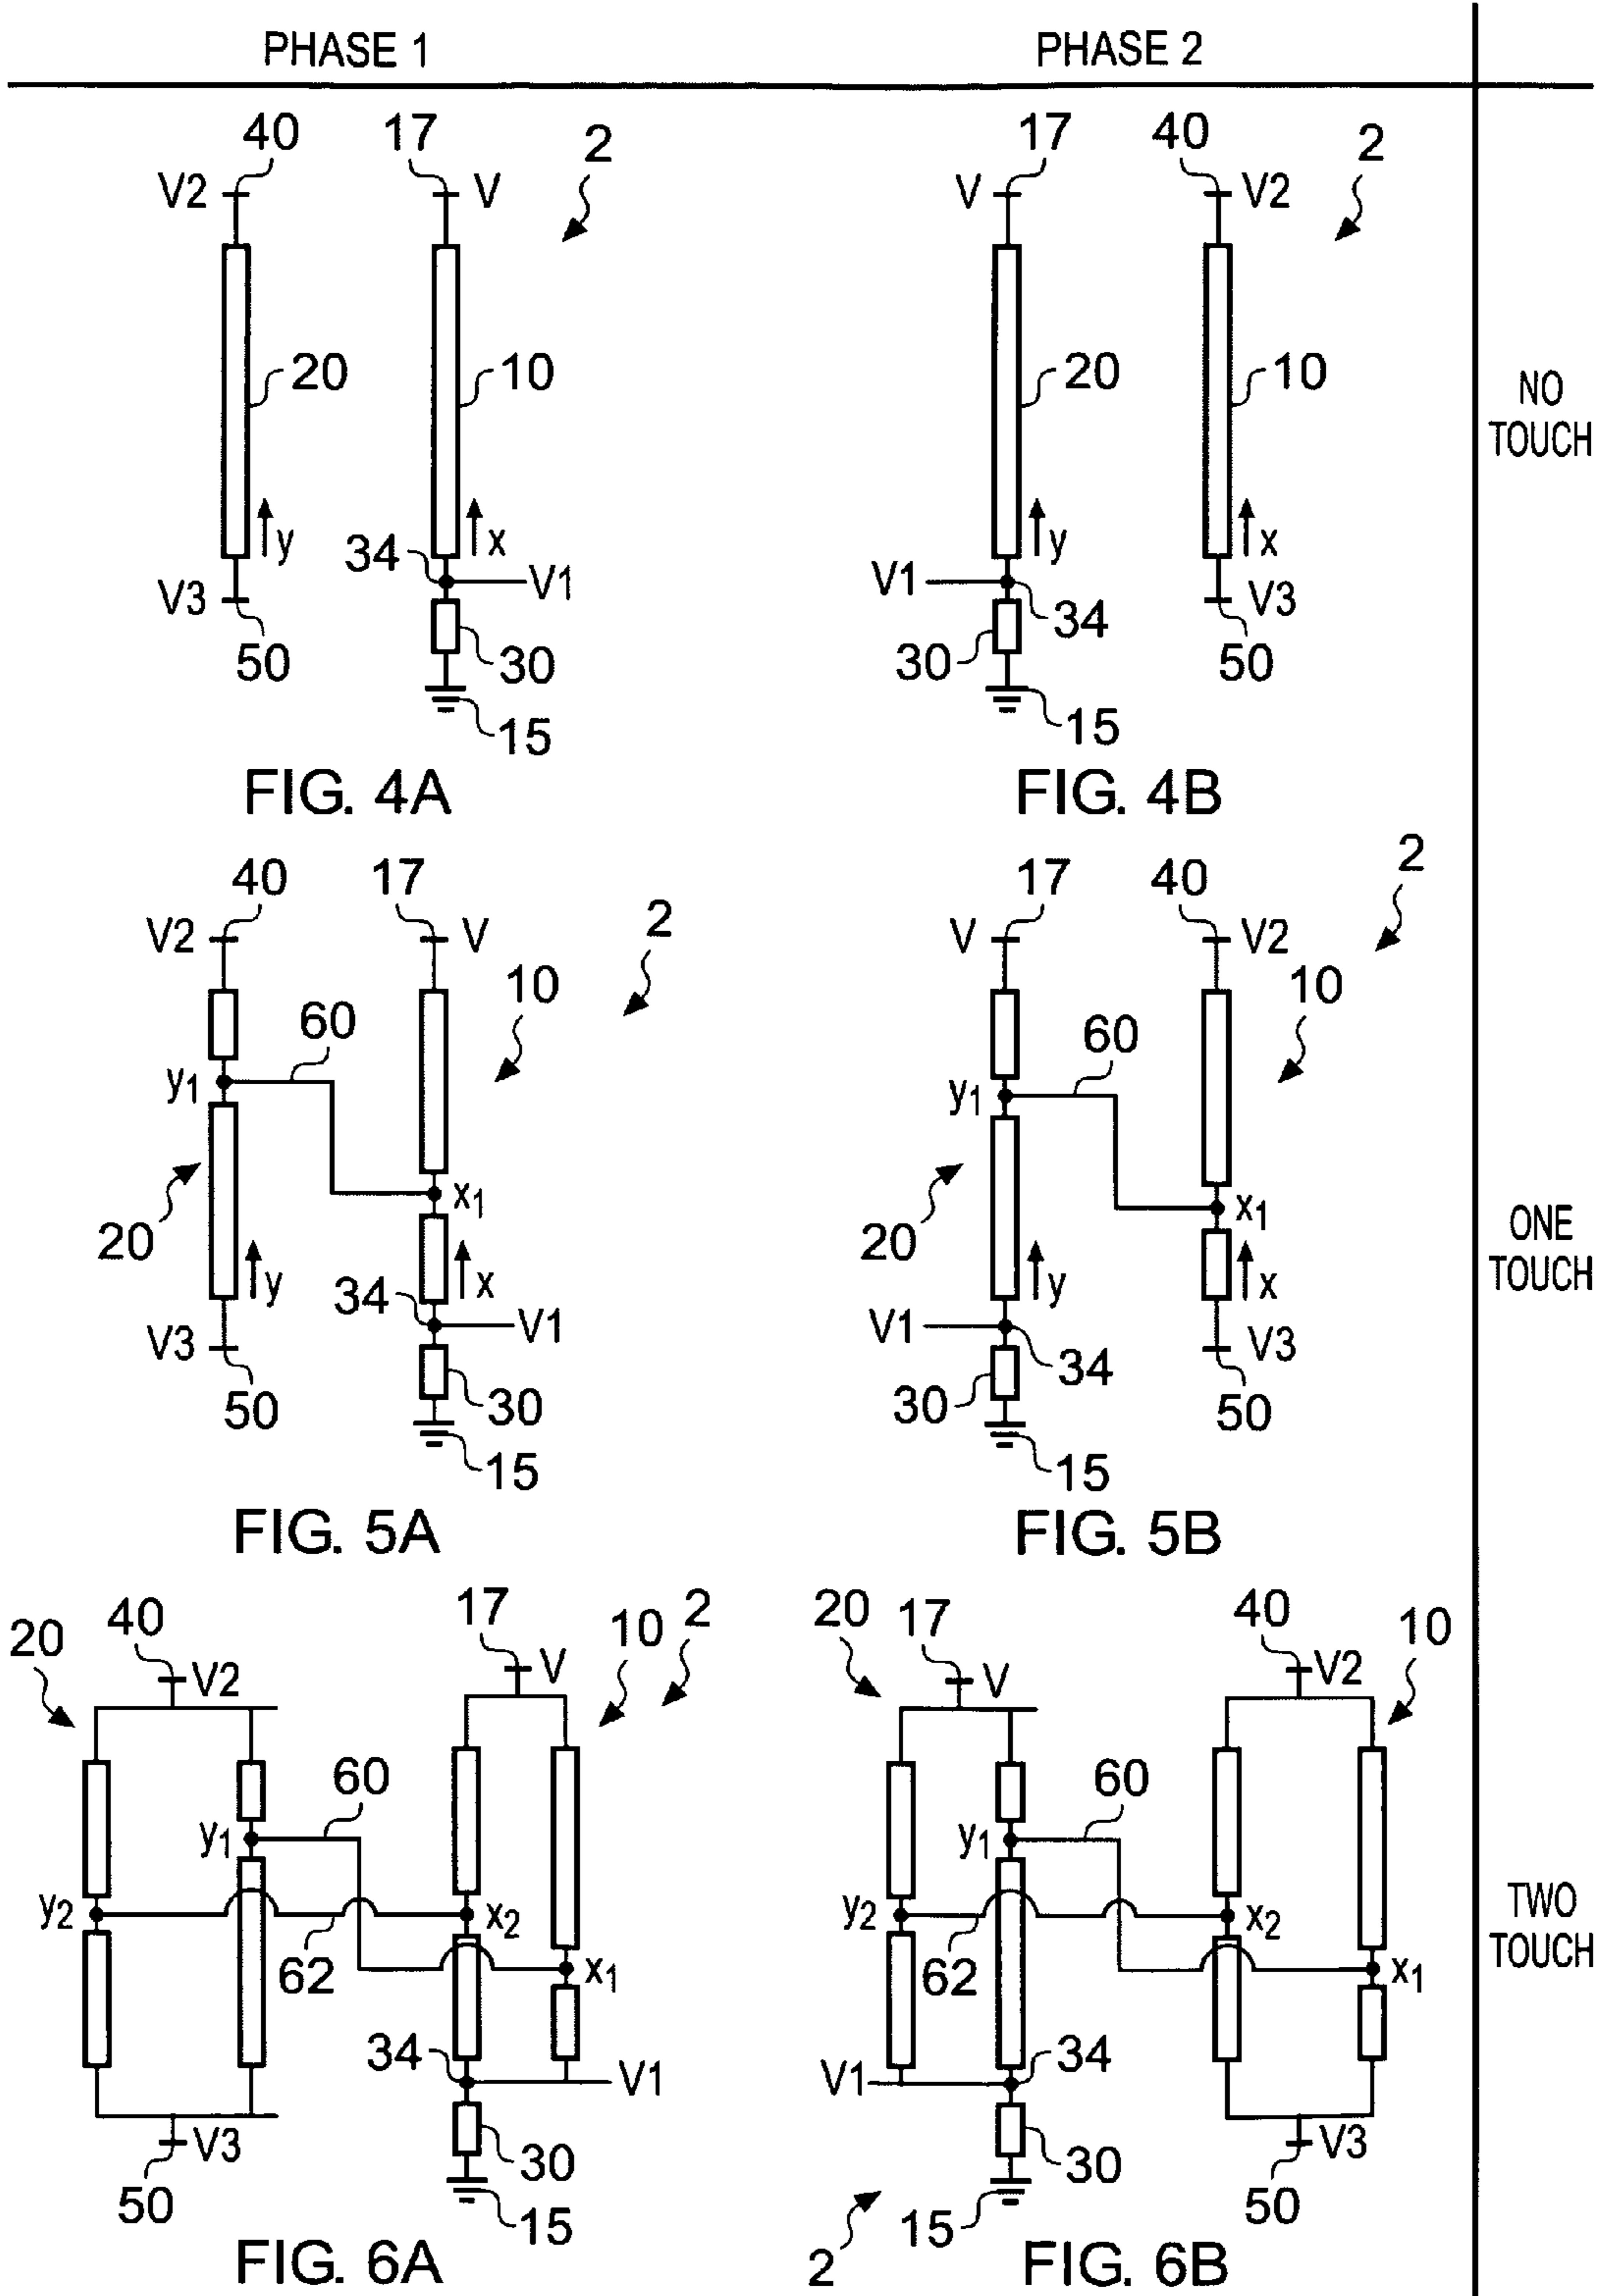 PHASE 1 PHASE 2
40 17 2 17 40 2
V2 V V V2
20 10 20 10
NO
TOUCH
y x y x
34 V1 V1 34
V3 30 30 V3
50 15 15 50
FIG. 4A FIG. 4B
40 17 2 17 40 2
V2 V V V2
10 10
60 60
y1 y1
x1 x1
20 20
ONE
TOUCH
y x y x
34 V1 V1 34
V3 30 30 V3
50 15 15 50
FIG. 5A FIG. 5B
20 40 17 10 2 20 17 40 10
V2 V V V2
60 60
y1 y1
y2 x2 y2 x2
62 x1 62 x1
TWO
TOUCH
34 V1 V1 34
V3 30 30 V3
50 15 2 15 50
FIG. 6A FIG. 6B